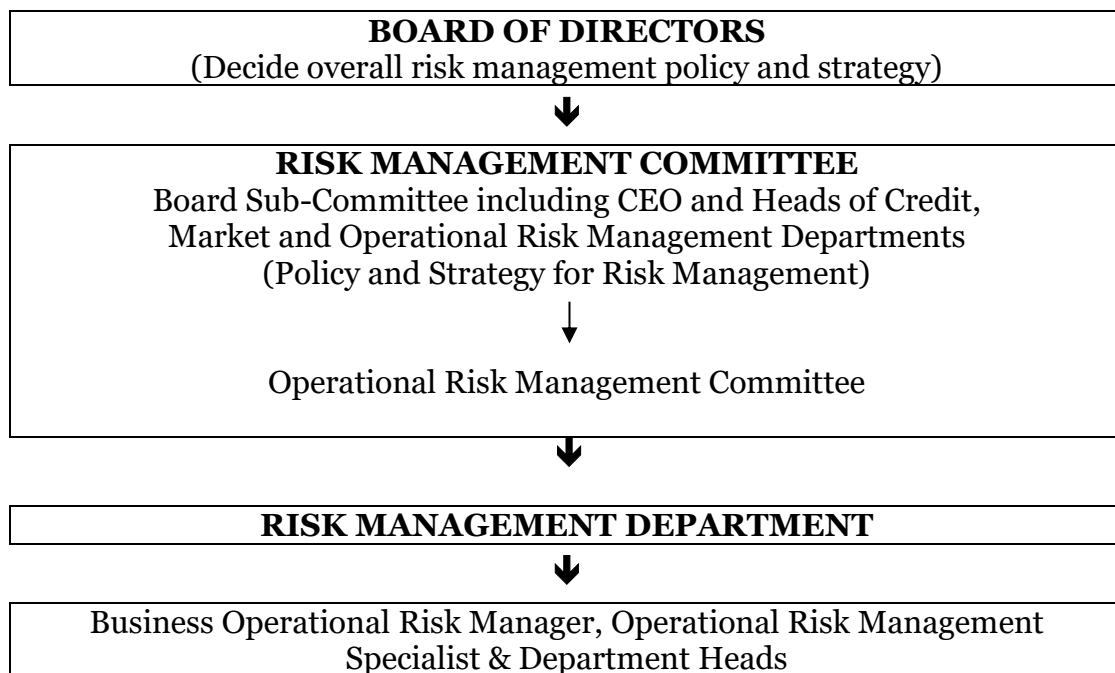 BOARD OF DIRECTORS
(Decide overall risk management policy and strategy)
RISK MANAGEMENT COMMITTEE
Board Sub-Committee including CEO and Heads of Credit,
Market and Operational Risk Management Departments
(Policy and Strategy for Risk Management)
Operational Risk Management Committee
RISK MANAGEMENT DEPARTMENT
Business Operational Risk Manager, Operational Risk Management
Specialist & Department Heads